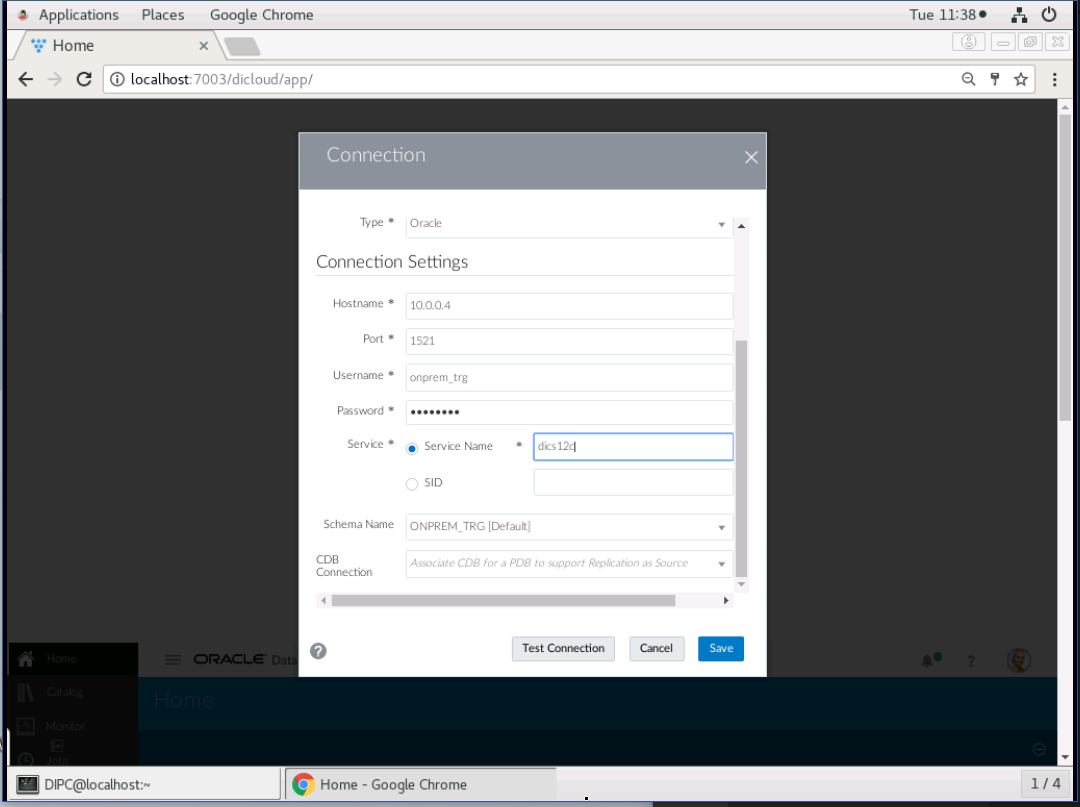 Applications Places Google Chrome Tue 11:38
Home
localhost:7003/dicloud/app/
Connection
Type * Oracle
Connection Settings
Hostname * 10.0.0.4
Port * 1521
Username * onprem_trg
Password * ••••••••
Service * Service Name * dics12c
SID
Schema Name ONPREM_TRG [Default]
CDB Connection Associate CDB for a PDB to support Replication as Source
? Test Connection Cancel Save
Home ORACLE Data ?
Catalog Home
Monitor
Jobs
DIPC@localhost:~ Home - Google Chrome 1 / 4